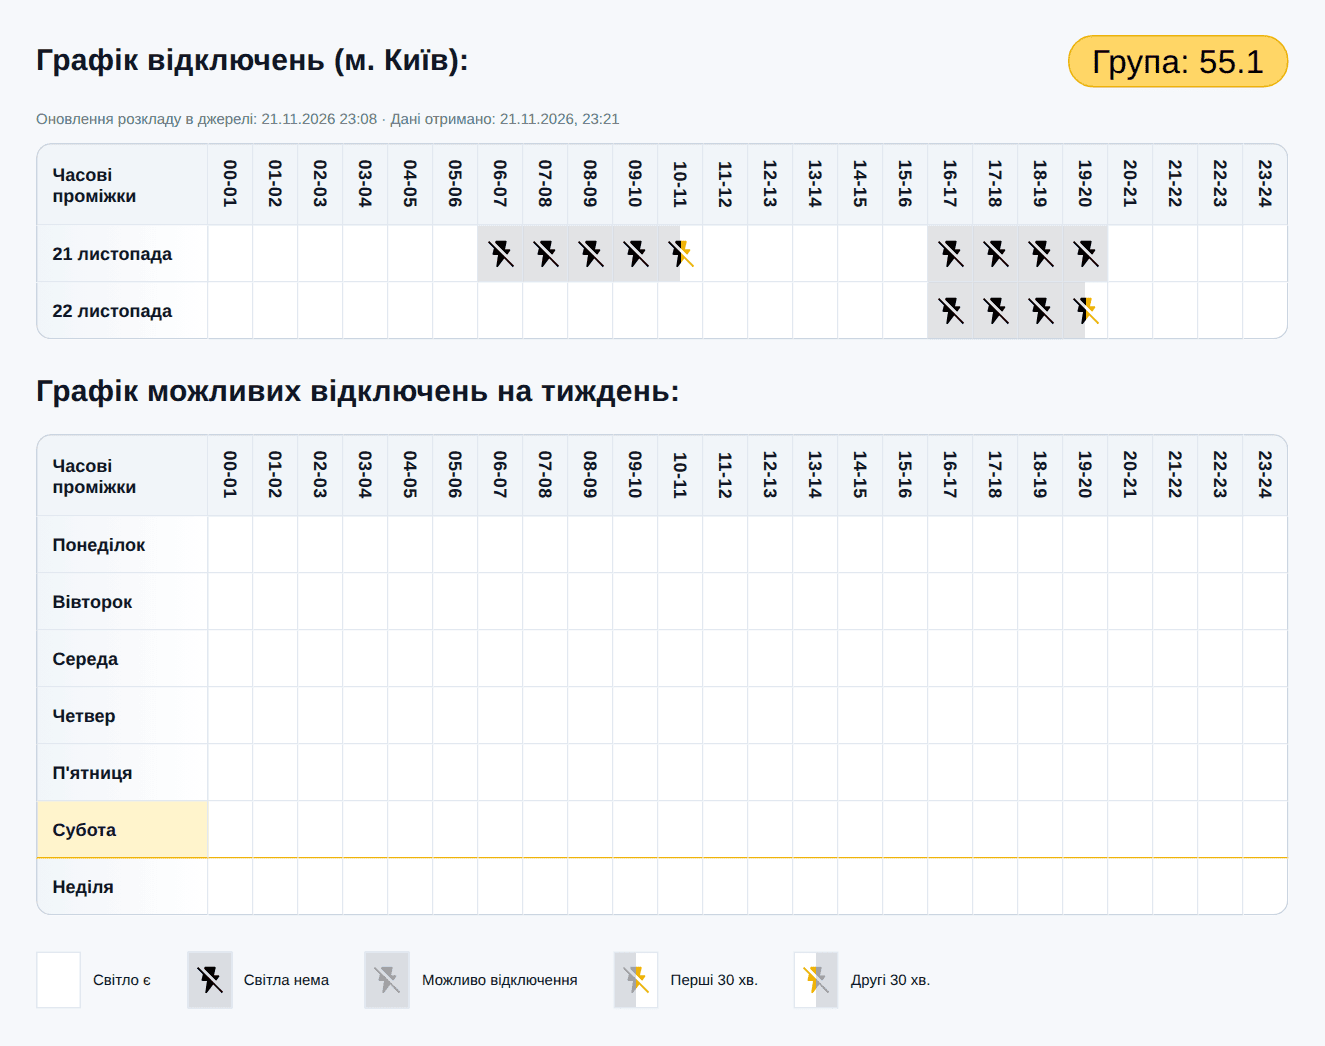 Графік відключень (м. Київ):
Група: 55.1
Оновлення розкладу в джерелі: 21.11.2026 23:08 · Дані отримано: 21.11.2026, 23:21
Часові
проміжки
00-01 01-02 02-03 03-04 04-05 05-06 06-07 07-08 08-09 09-10 10-11 11-12 12-13 13-14 14-15 15-16 16-17 17-18 18-19 19-20 20-21 21-22 22-23 23-24
21 листопада
22 листопада
Графік можливих відключень на тиждень:
Часові
проміжки
00-01 01-02 02-03 03-04 04-05 05-06 06-07 07-08 08-09 09-10 10-11 11-12 12-13 13-14 14-15 15-16 16-17 17-18 18-19 19-20 20-21 21-22 22-23 23-24
Понеділок
Вівторок
Середа
Четвер
П'ятниця
Субота
Неділя
Світло є Світла нема Можливо відключення Перші 30 хв. Другі 30 хв.